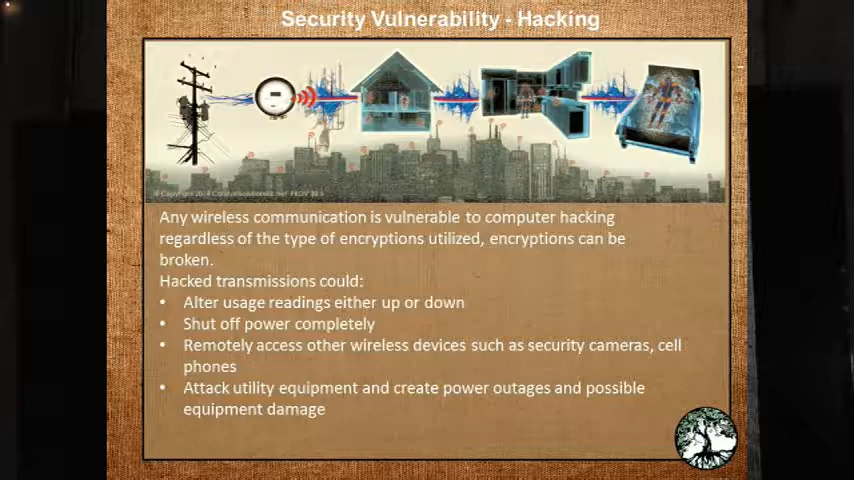 Security Vulnerability - Hacking
Any wireless communication is vulnerable to computer hacking
regardless of the type of encryptions utilized, encryptions can be
broken.
Hacked transmissions could:
• Alter usage readings either up or down
• Shut off power completely
• Remotely access other wireless devices such as security cameras, cell
phones
• Attack utility equipment and create power outages and possible
equipment damage